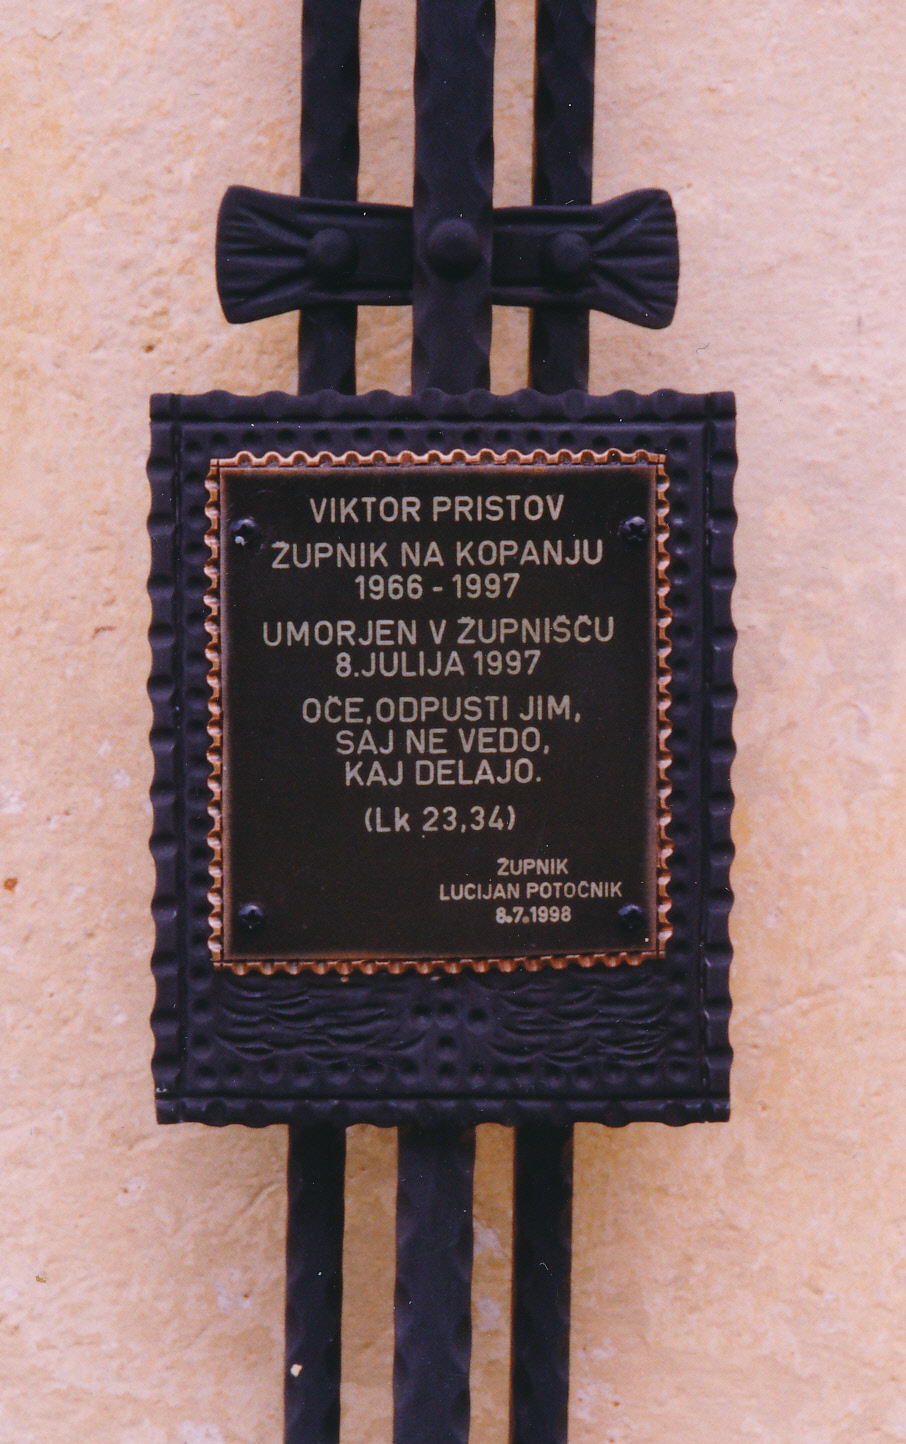 VIKTOR PRISTOV
ŽUPNIK NA KOPANJU
1966 - 1997
UMORJEN V ŽUPNIŠČU
8.JULIJA 1997
OČE,ODPUSTI JIM,
SAJ NE VEDO,
KAJ DELAJO.
(Lk 23,34)
ŽUPNIK
LUCIJAN POTOČNIK
8.7.1998